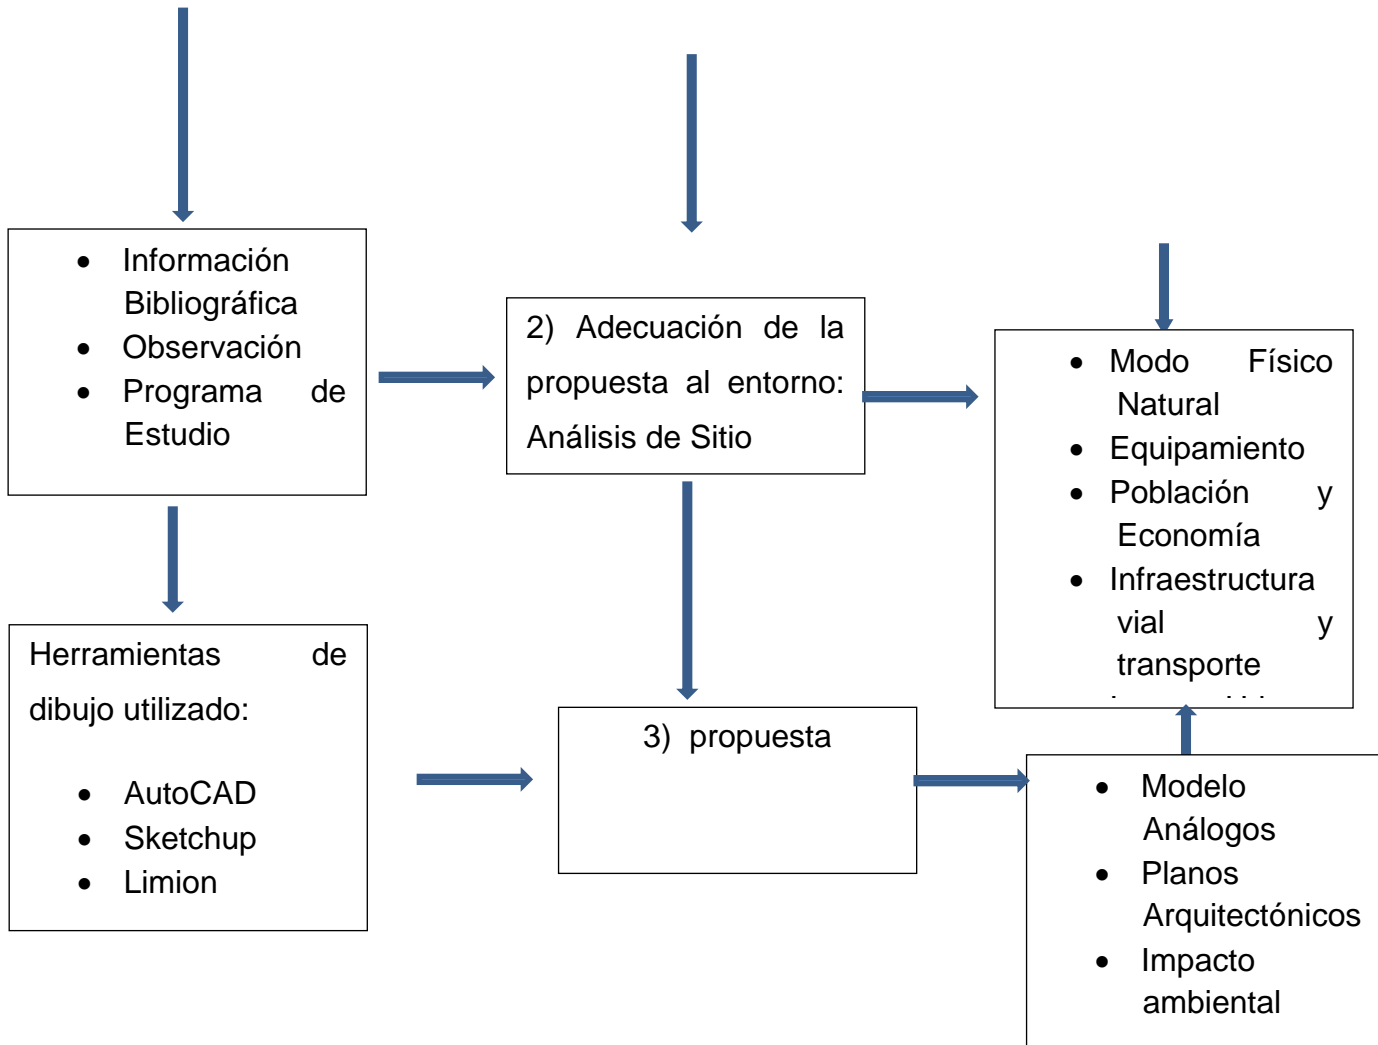 • Información
Bibliográfica
• Observación
• Programa de
Estudio
2) Adecuación de la
propuesta al entorno:
Análisis de Sitio
• Modo Físico
Natural
• Equipamiento
• Población y
Economía
• Infraestructura
vial y
transporte
Herramientas de
dibujo utilizado:
• AutoCAD
• Sketchup
• Limion
3) propuesta
• Modelo
Análogos
• Planos
Arquitectónicos
• Impacto
ambiental